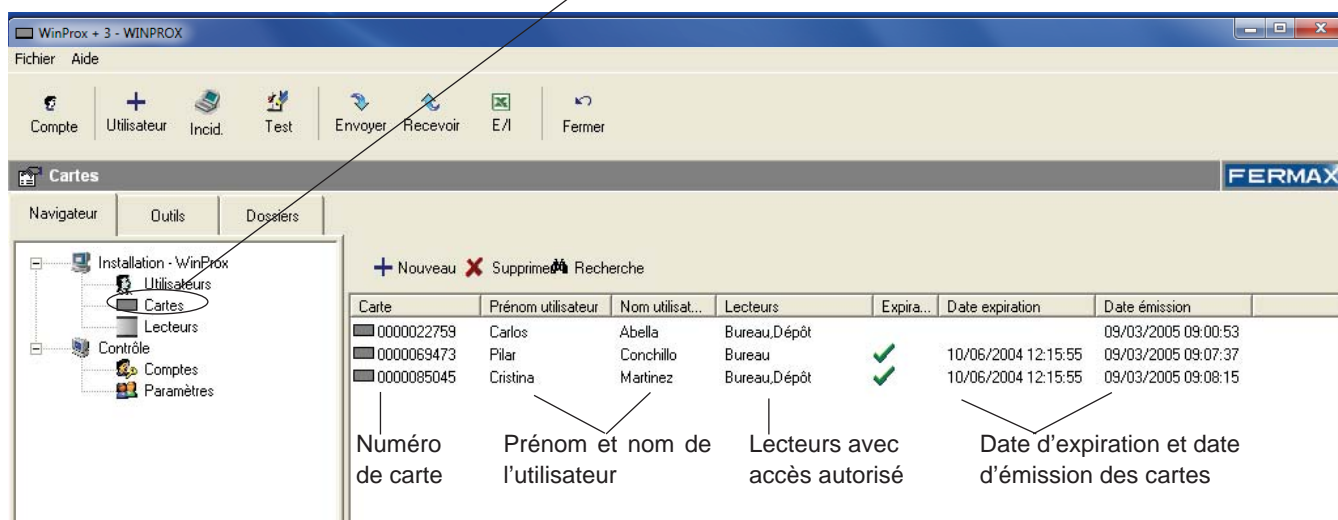 WinProx + 3 - WINPROX
Fichier Aide
Compte Utilisateur Incid. Test Envoyer Recevoir E/I Fermer
Cartes FERMAX
Navigateur Outils Dossiers
Installation - WinProx
Utilisateurs
Cartes
Lecteurs
Contrôle
Comptes
Paramètres
Nouveau Supprimer Recherche
Carte Prénom utilisateur Nom utilisat... Lecteurs Expira... Date expiration Date émission
0000022759 Carlos Abella Bureau,Dépôt 09/03/2005 09:00:53
0000069473 Pilar Conchillo Bureau 10/06/2004 12:15:55 09/03/2005 09:07:37
0000085045 Cristina Martinez Bureau,Dépôt 10/06/2004 12:15:55 09/03/2005 09:08:15
Numéro
de carte
Prénom et nom de
l'utilisateur
Lecteurs avec
accès autorisé
Date d'expiration et date
d'émission des cartes